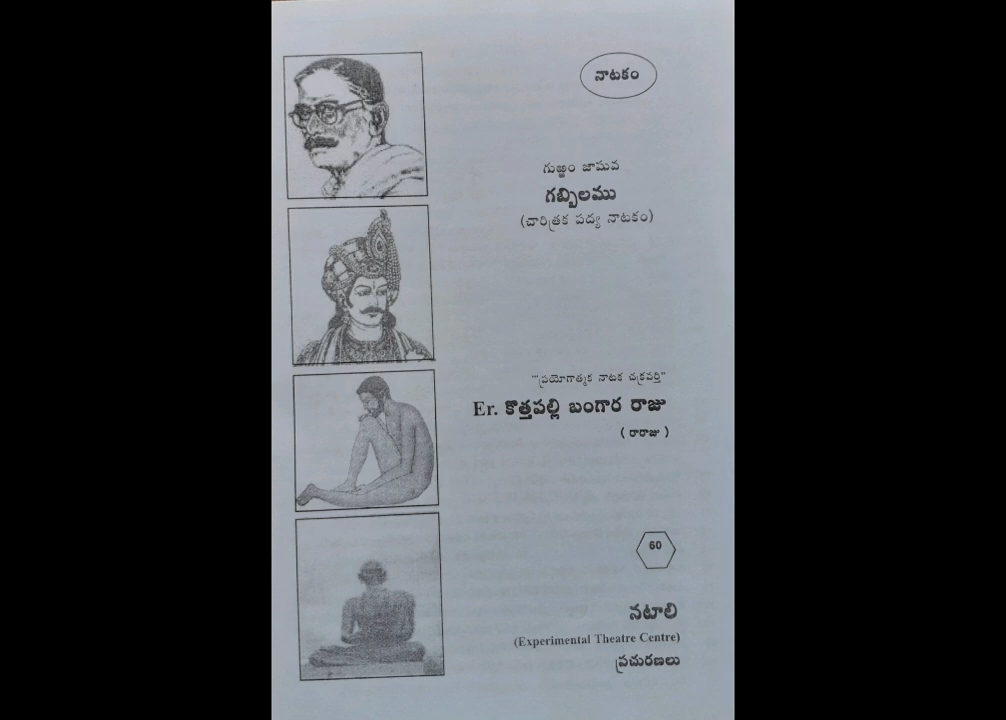 నాటకం
గుఱ్ఱం జాషువ
గబ్బిలము
(చారిత్రక పద్య నాటకం)
"ప్రయోగాత్మక నాటక చక్రవర్తి"
Er. కొత్తపల్లి బంగార రాజు
( రారాజు )
60
నటాలి
(Experimental Theatre Centre)
ప్రచురణలు